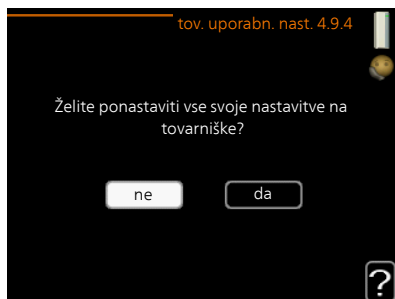 tov. uporabn. nast. 4.9.4
Želite ponastaviti vse svoje nastavitve na
tovarniške?
ne
da
?